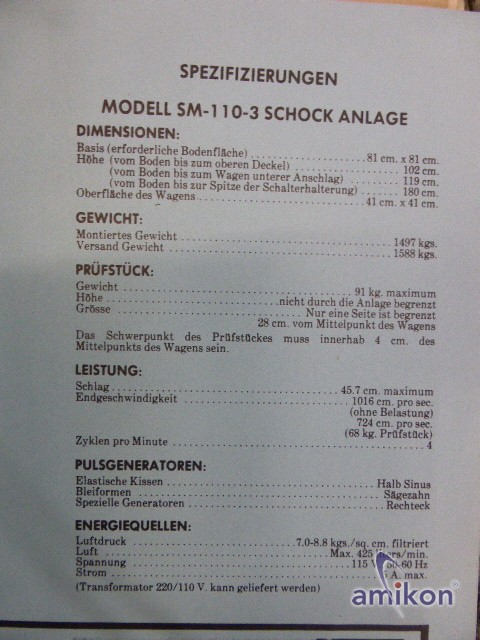 SPEZIFIZIERUNGEN
MODELL SM-110-3 SCHOCK ANLAGE
DIMENSIONEN:
Basis (erforderliche Bodenfläche) 81 cm. x 81 cm.
Höhe (vom Boden bis zum oberen Deckel) 102 cm.
(vom Boden bis zum Wagen unterer Anschlag) 119 cm.
(vom Boden bis zur Spitze der Schalterhalterung) 180 cm.
Oberfläche des Wagens 41 cm. x 41 cm.
GEWICHT:
Montiertes Gewicht 1497 kgs.
Versand Gewicht 1588 kgs.
PRÜFSTÜCK:
Gewicht 91 kg. maximum
Höhe nicht durch die Anlage begrenzt
Grösse Nur eine Seite ist begrenzt
28 cm. vom Mittelpunkt des Wagens
Das Schwerpunkt des Prüfstückes muss innerhab 4 cm. des
Mittelpunkts des Wagens sein.
LEISTUNG:
Schlag 45.7 cm. maximum
Endgeschwindigkeit 1016 cm. pro sec.
(ohne Belastung)
724 cm. pro sec.
(68 kg. Prüfstück)
Zyklen pro Minute 4
PULSGENERATOREN:
Elastische Kissen Halb Sinus
Bleiformen Sägezahn
Spezielle Generatoren Rechteck
ENERGIEQUELLEN:
Luftdruck 7.0-8.8 kgs./sq. cm. filtriert
Luft Max. 425 liters/min.
Spannung 115 60 Hz
Strom A. max.
(Transformator 220/110 V. kann geliefert werden)
amikon®